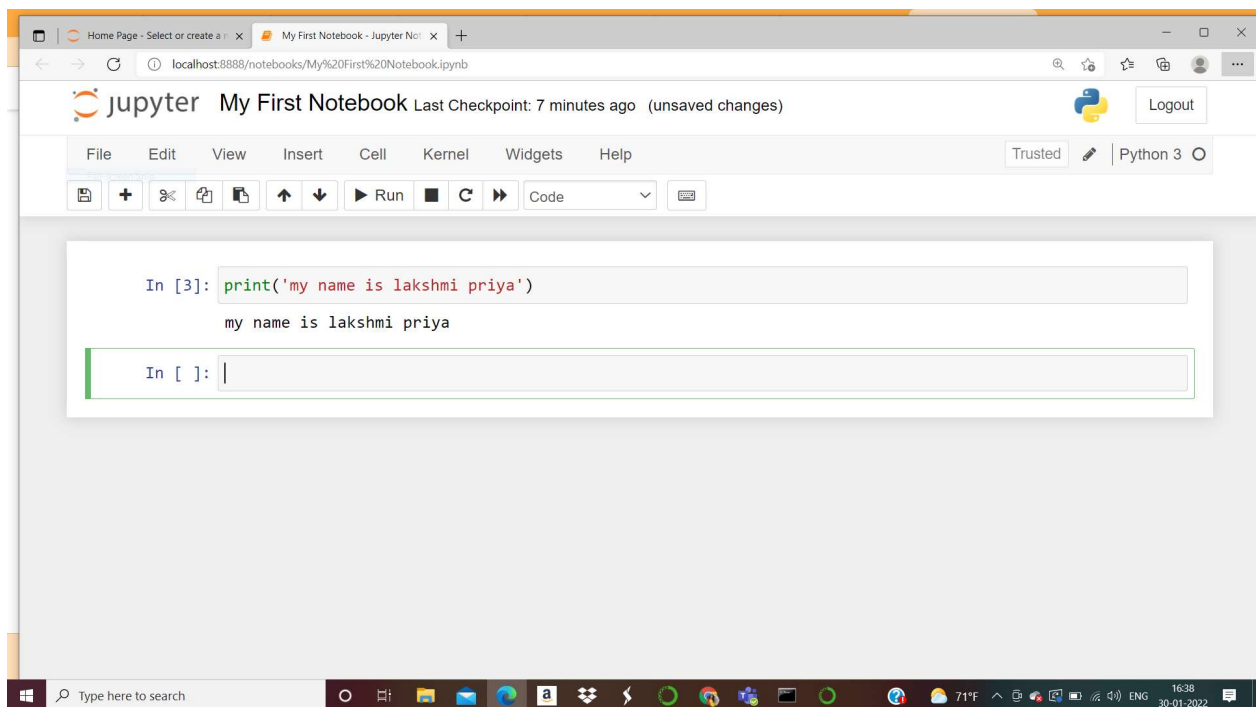 Home Page - Select or create a n
My First Notebook - Jupyter Not
localhost:8888/notebooks/My%20First%20Notebook.ipynb
jupyter My First Notebook Last Checkpoint: 7 minutes ago (unsaved changes)
Logout
File Edit View Insert Cell Kernel Widgets Help
Trusted Python 3
Run Code
In [3]: print('my name is lakshmi priya')
my name is lakshmi priya
In [ ]:
Type here to search
a
71°F ENG 16:38
30-01-2022